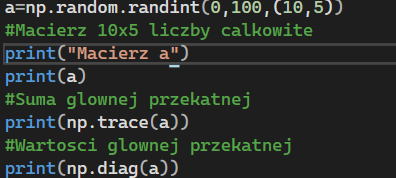 a=np.random.randint(0,100,(10,5))
#Macierz 10x5 liczby calkowite
print("Macierz a")
print(a)
#Suma glownej przekatnej
print(np.trace(a))
#Wartosci glownej przekatnej
print(np.diag(a))